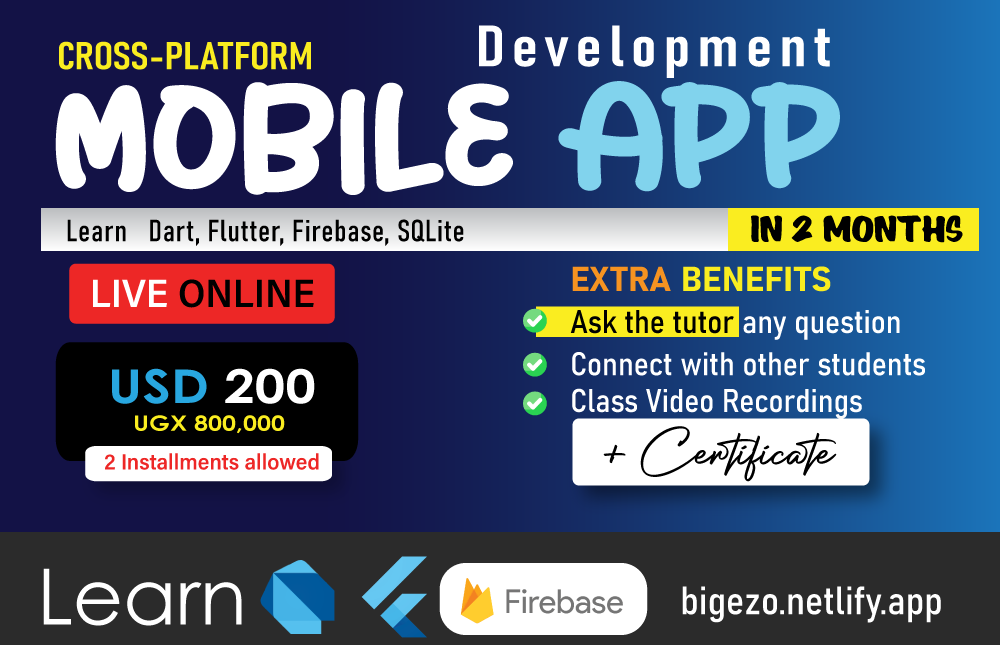 CROSS-PLATFORM
Development
MOBILE APP
Learn Dart, Flutter, Firebase, SQLite
IN 2 MONTHS
LIVE ONLINE
USD 200
UGX 800,000
2 Installments allowed
EXTRA BENEFITS
Ask the tutor any question
Connect with other students
Class Video Recordings
+ Certificate
Learn
Firebase
bigezo.netlify.app